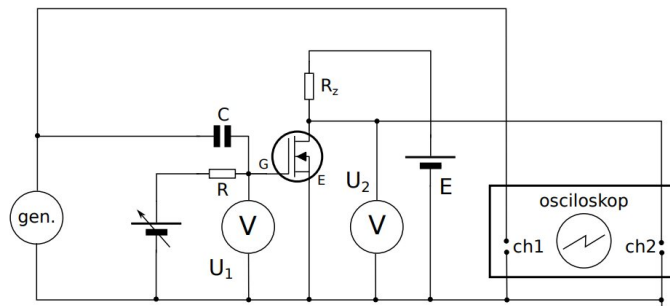 C
R_z
G
E
R
U_2
E
osciloskop
gen.
V
V
ch1
ch2
U_1